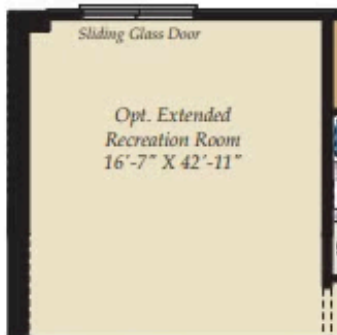 Sliding Glass Door
Opt. Extended
Recreation Room
16'-7" X 42'-11"